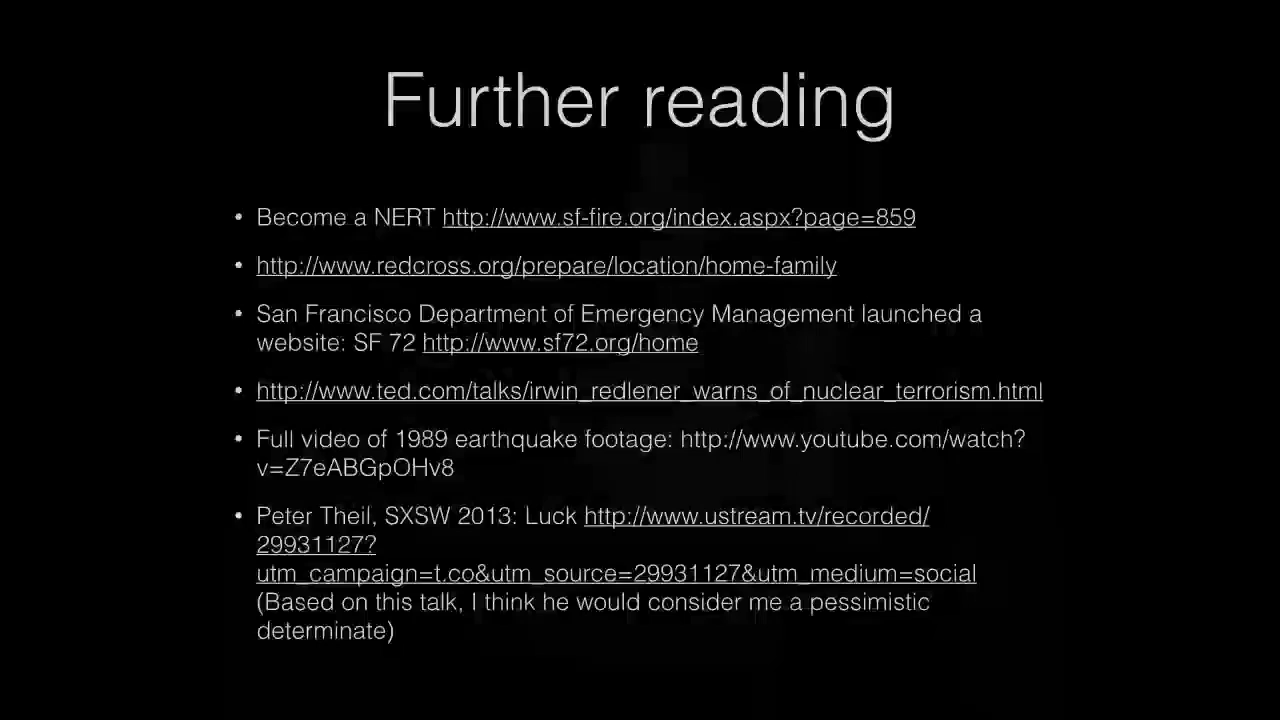 Further reading
• Become a NERT http://www.sf-fire.org/index.aspx?page=859
• http://www.redcross.org/prepare/location/home-family
• San Francisco Department of Emergency Management launched a
website: SF 72 http://www.sf72.org/home
• http://www.ted.com/talks/irwin_redlener_warns_of_nuclear_terrorism.html
• Full video of 1989 earthquake footage: http://www.youtube.com/watch?
v=Z7eABGpOHv8
• Peter Theil, SXSW 2013: Luck http://www.ustream.tv/recorded/
29931127?
utm_campaign=t.co&utm_source=29931127&utm_medium=social
(Based on this talk, I think he would consider me a pessimistic
determinate)